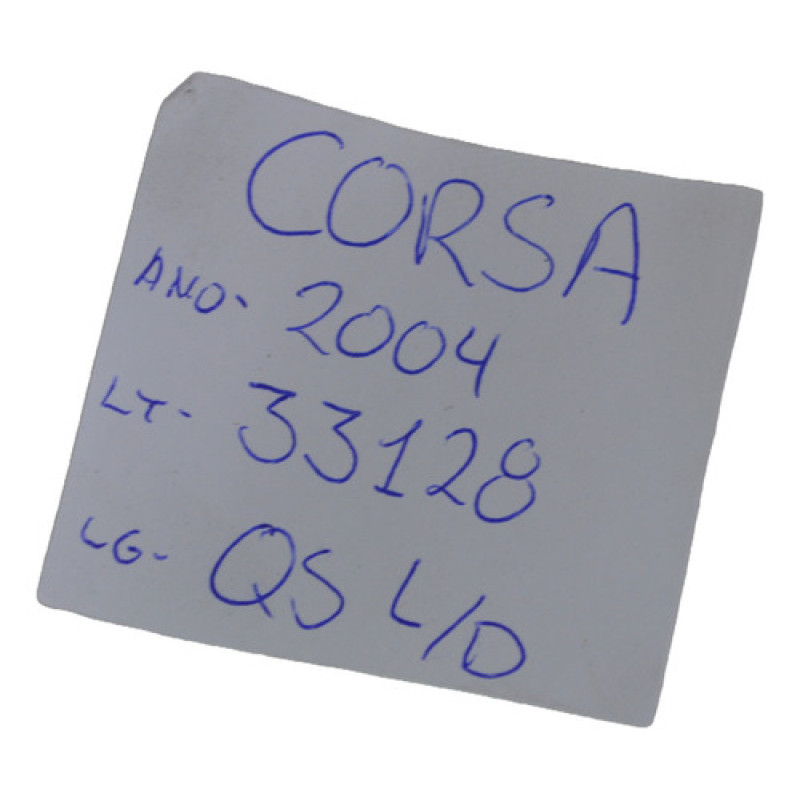 CORSA
ANO- 2004
LT- 33128
LG- QS L/D